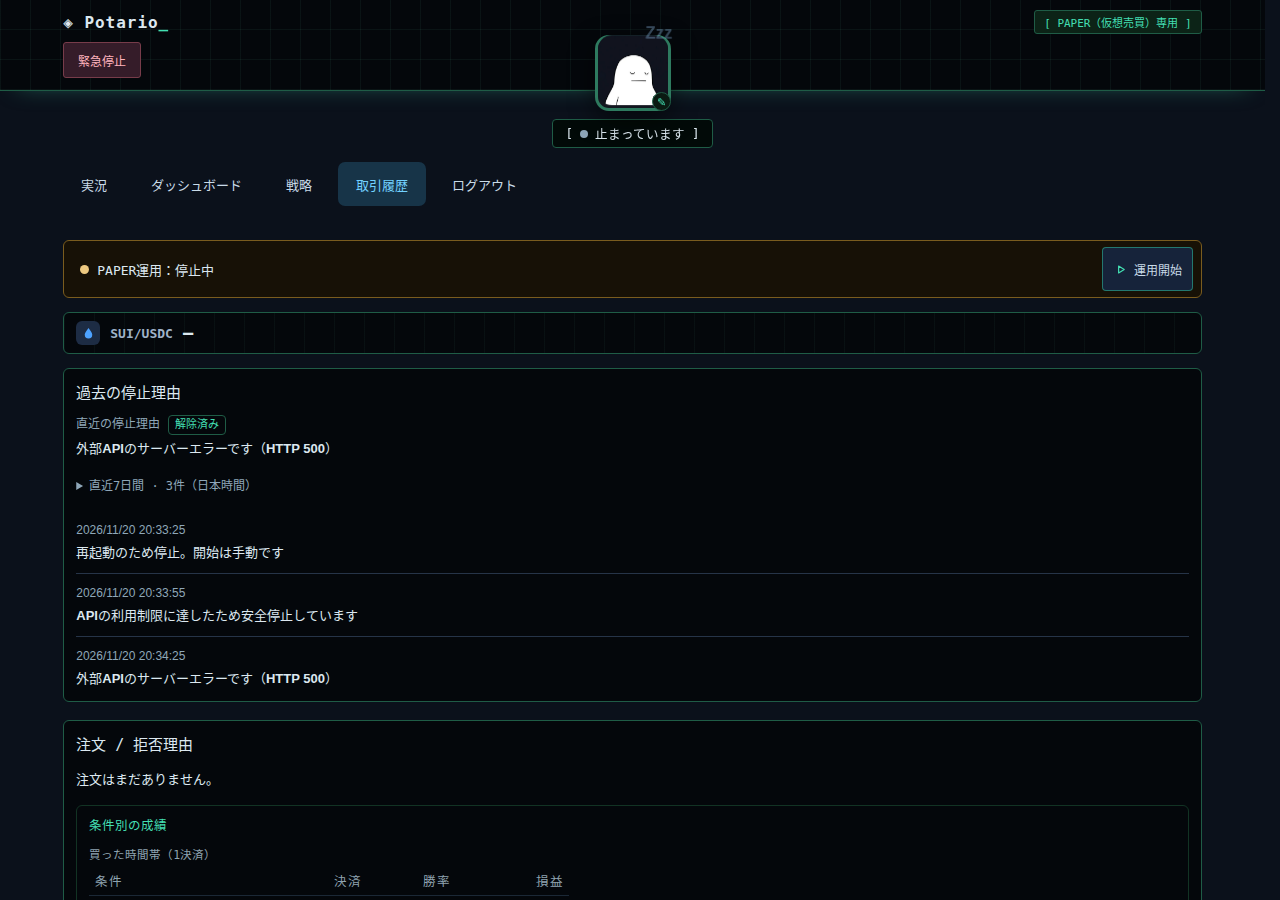 ◈ Potario_
[ PAPER（仮想売買）専用 ]
緊急停止
Zzz
[ ● 止まっています ]
実況 ダッシュボード 戦略 取引履歴 ログアウト
PAPER運用：停止中
運用開始
SUI/USDC —
過去の停止理由
直近の停止理由 解除済み
外部APIのサーバーエラーです（HTTP 500）
▶ 直近7日間 · 3件（日本時間）
2026/11/20 20:33:25
再起動のため停止。開始は手動です
2026/11/20 20:33:55
APIの利用制限に達したため安全停止しています
2026/11/20 20:34:25
外部APIのサーバーエラーです（HTTP 500）
注文 / 拒否理由
注文はまだありません。
条件別の成績
買った時間帯（1決済）
条件 決済 勝率 損益